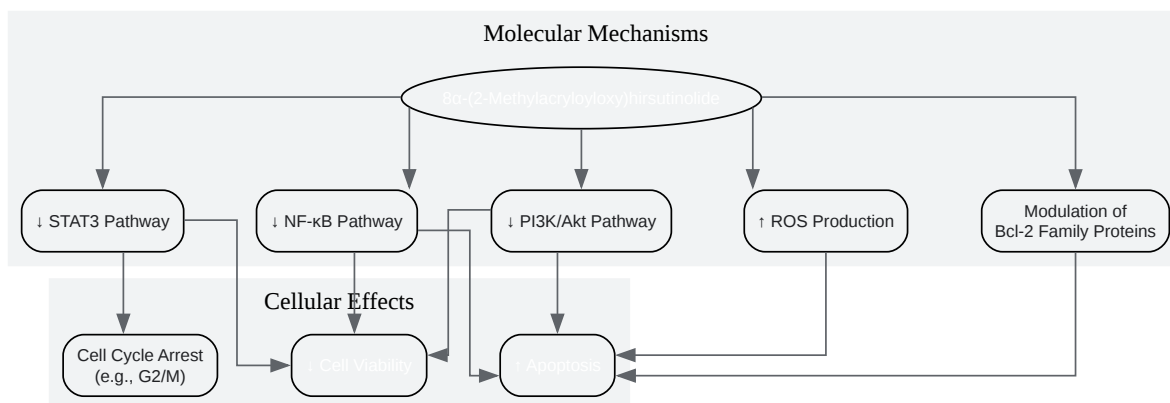 Molecular Mechanisms
8α-(2-Methylacryloyloxy)hirsutinolide
↓ STAT3 Pathway
↓ NF-κB Pathway
↓ PI3K/Akt Pathway
↑ ROS Production
Modulation of
Bcl-2 Family Proteins
Cellular Effects
Cell Cycle Arrest
(e.g., G2/M)
↓ Cell Viability
↑ Apoptosis